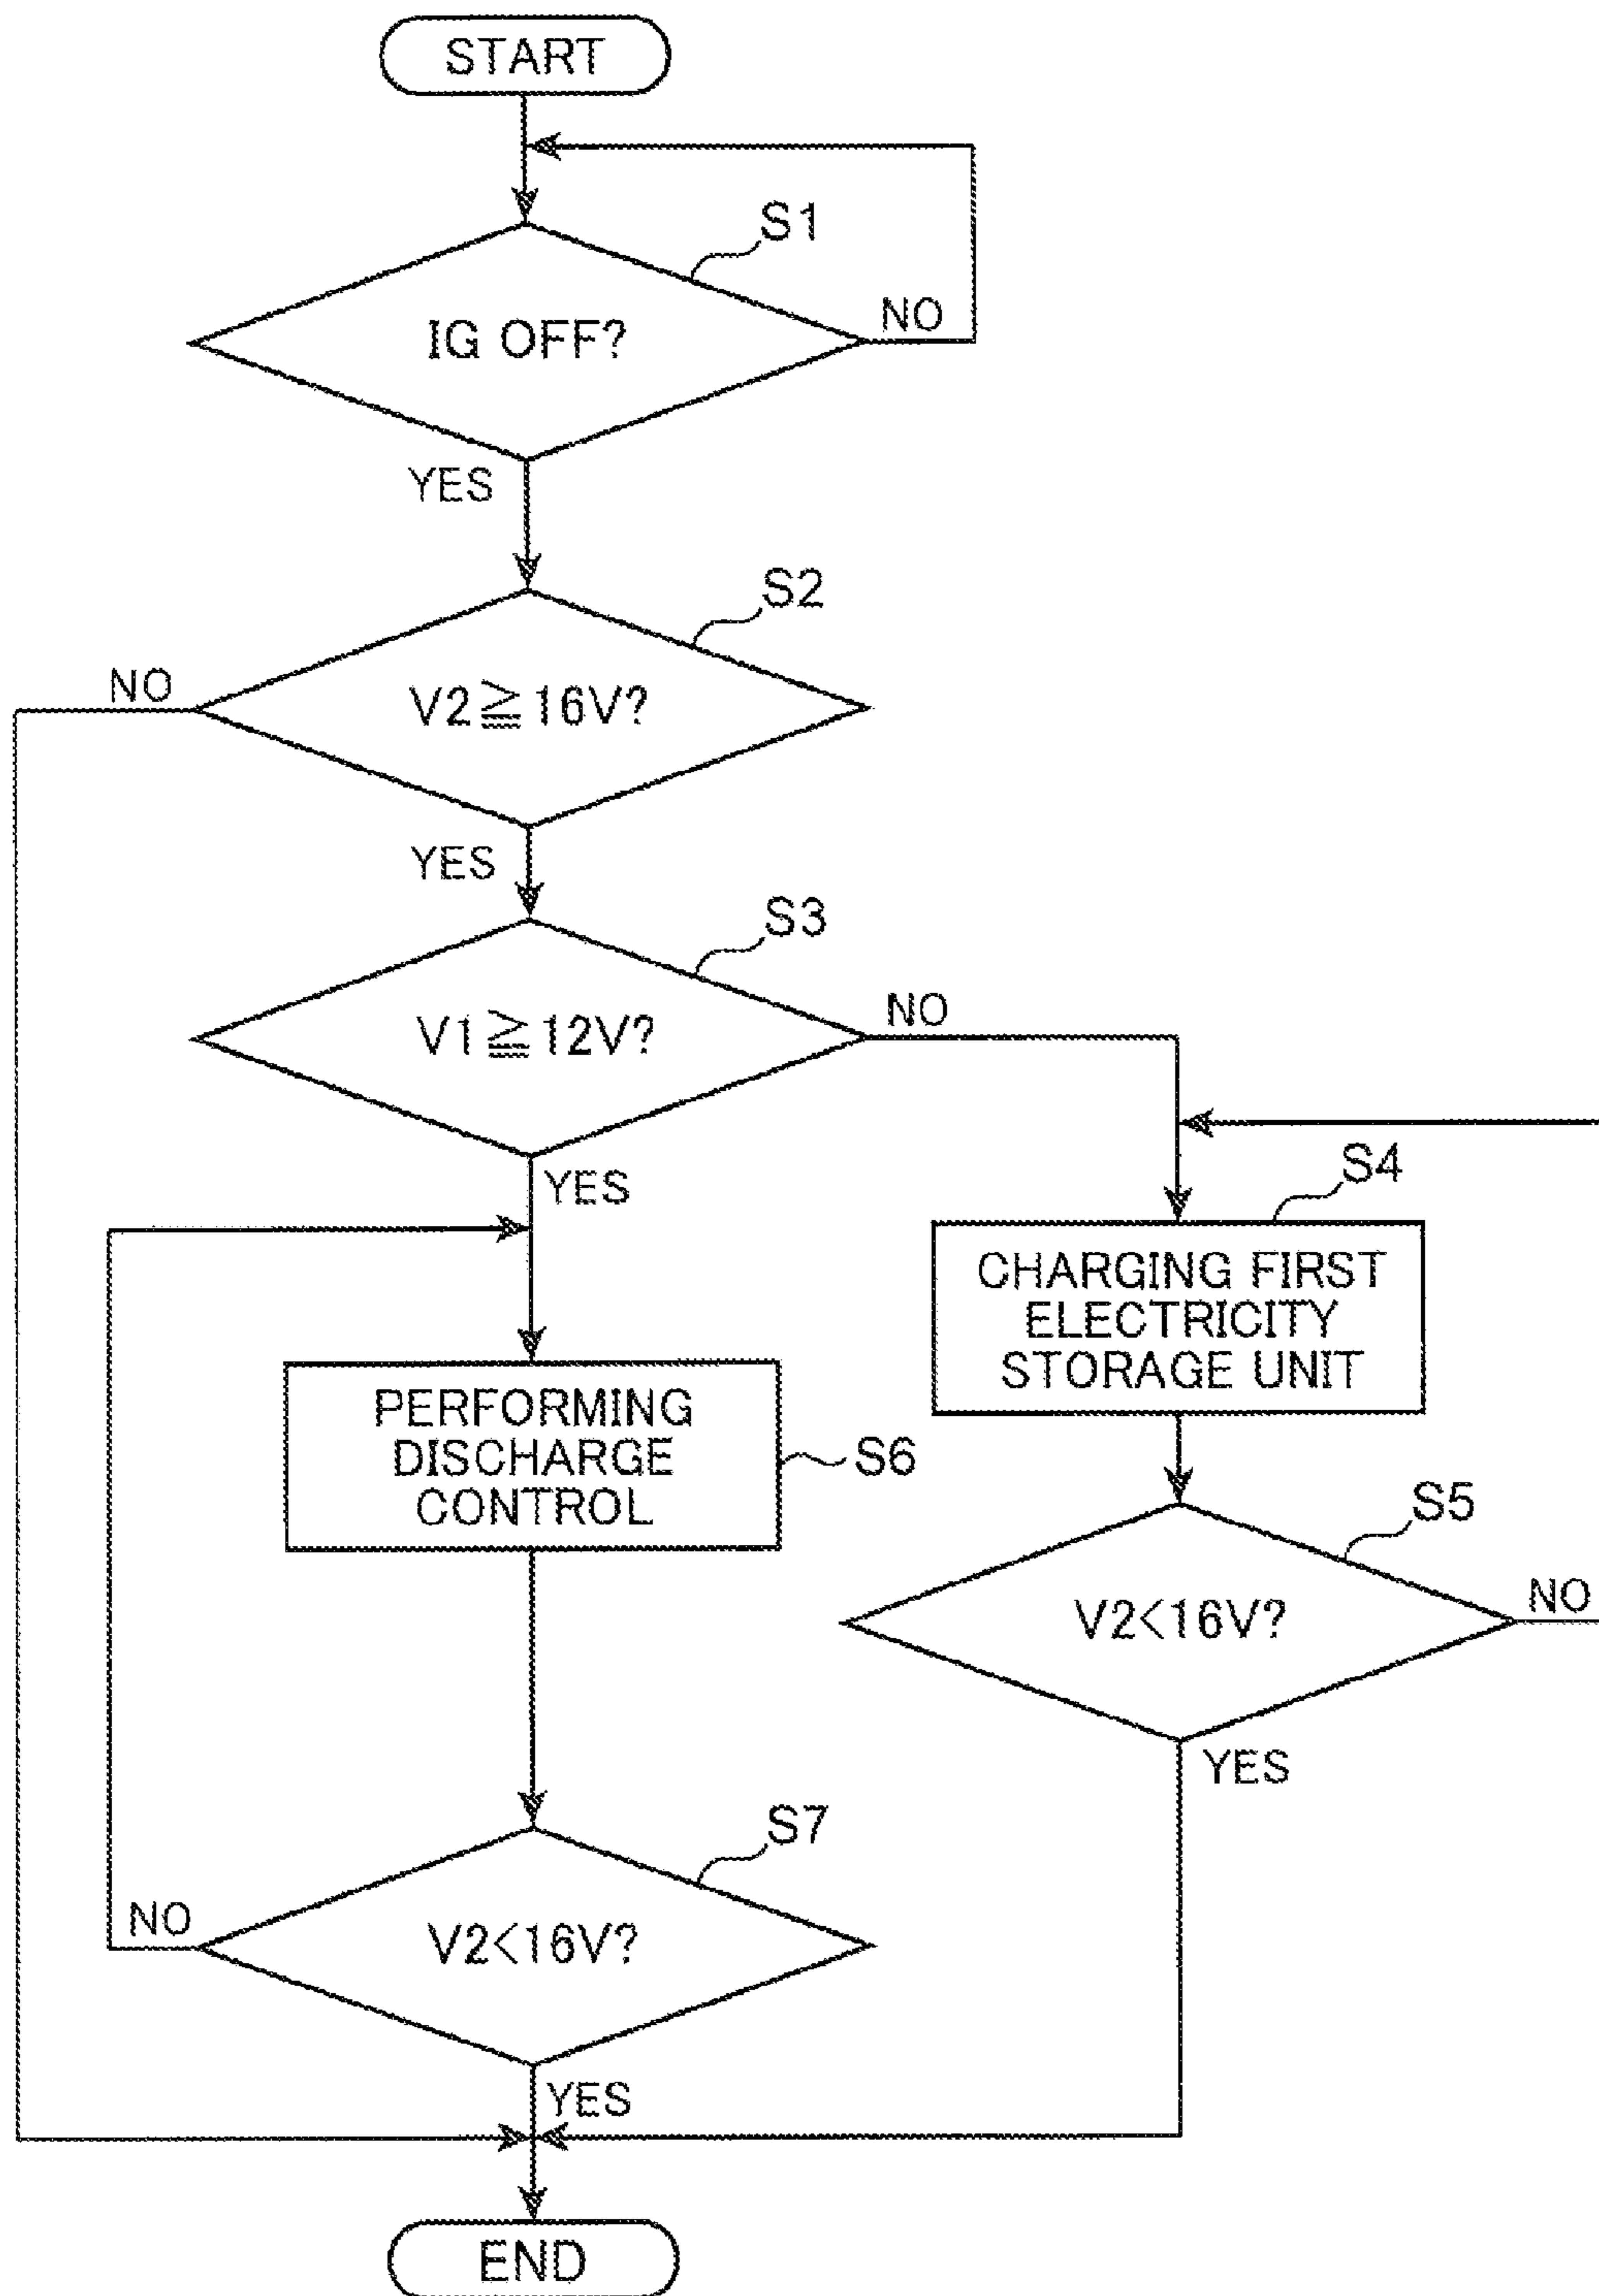 START
S1
IG OFF?
NO
YES
S2
NO
V2≧16V?
YES
S3
V1≧12V?
NO
YES
S4
CHARGING FIRST
ELECTRICITY
STORAGE UNIT
PERFORMING
DISCHARGE
CONTROL
S6
S5
V2<16V?
NO
YES
S7
NO
V2<16V?
YES
END